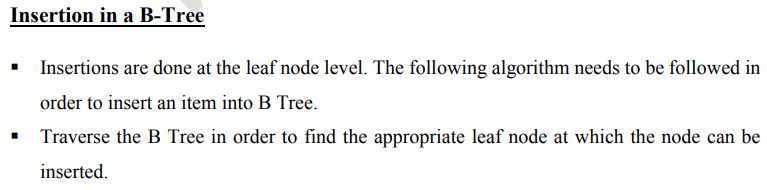 Insertion in a B-Tree
▪ Insertions are done at the leaf node level. The following algorithm needs to be followed in
order to insert an item into B Tree.
▪ Traverse the B Tree in order to find the appropriate leaf node at which the node can be
inserted.